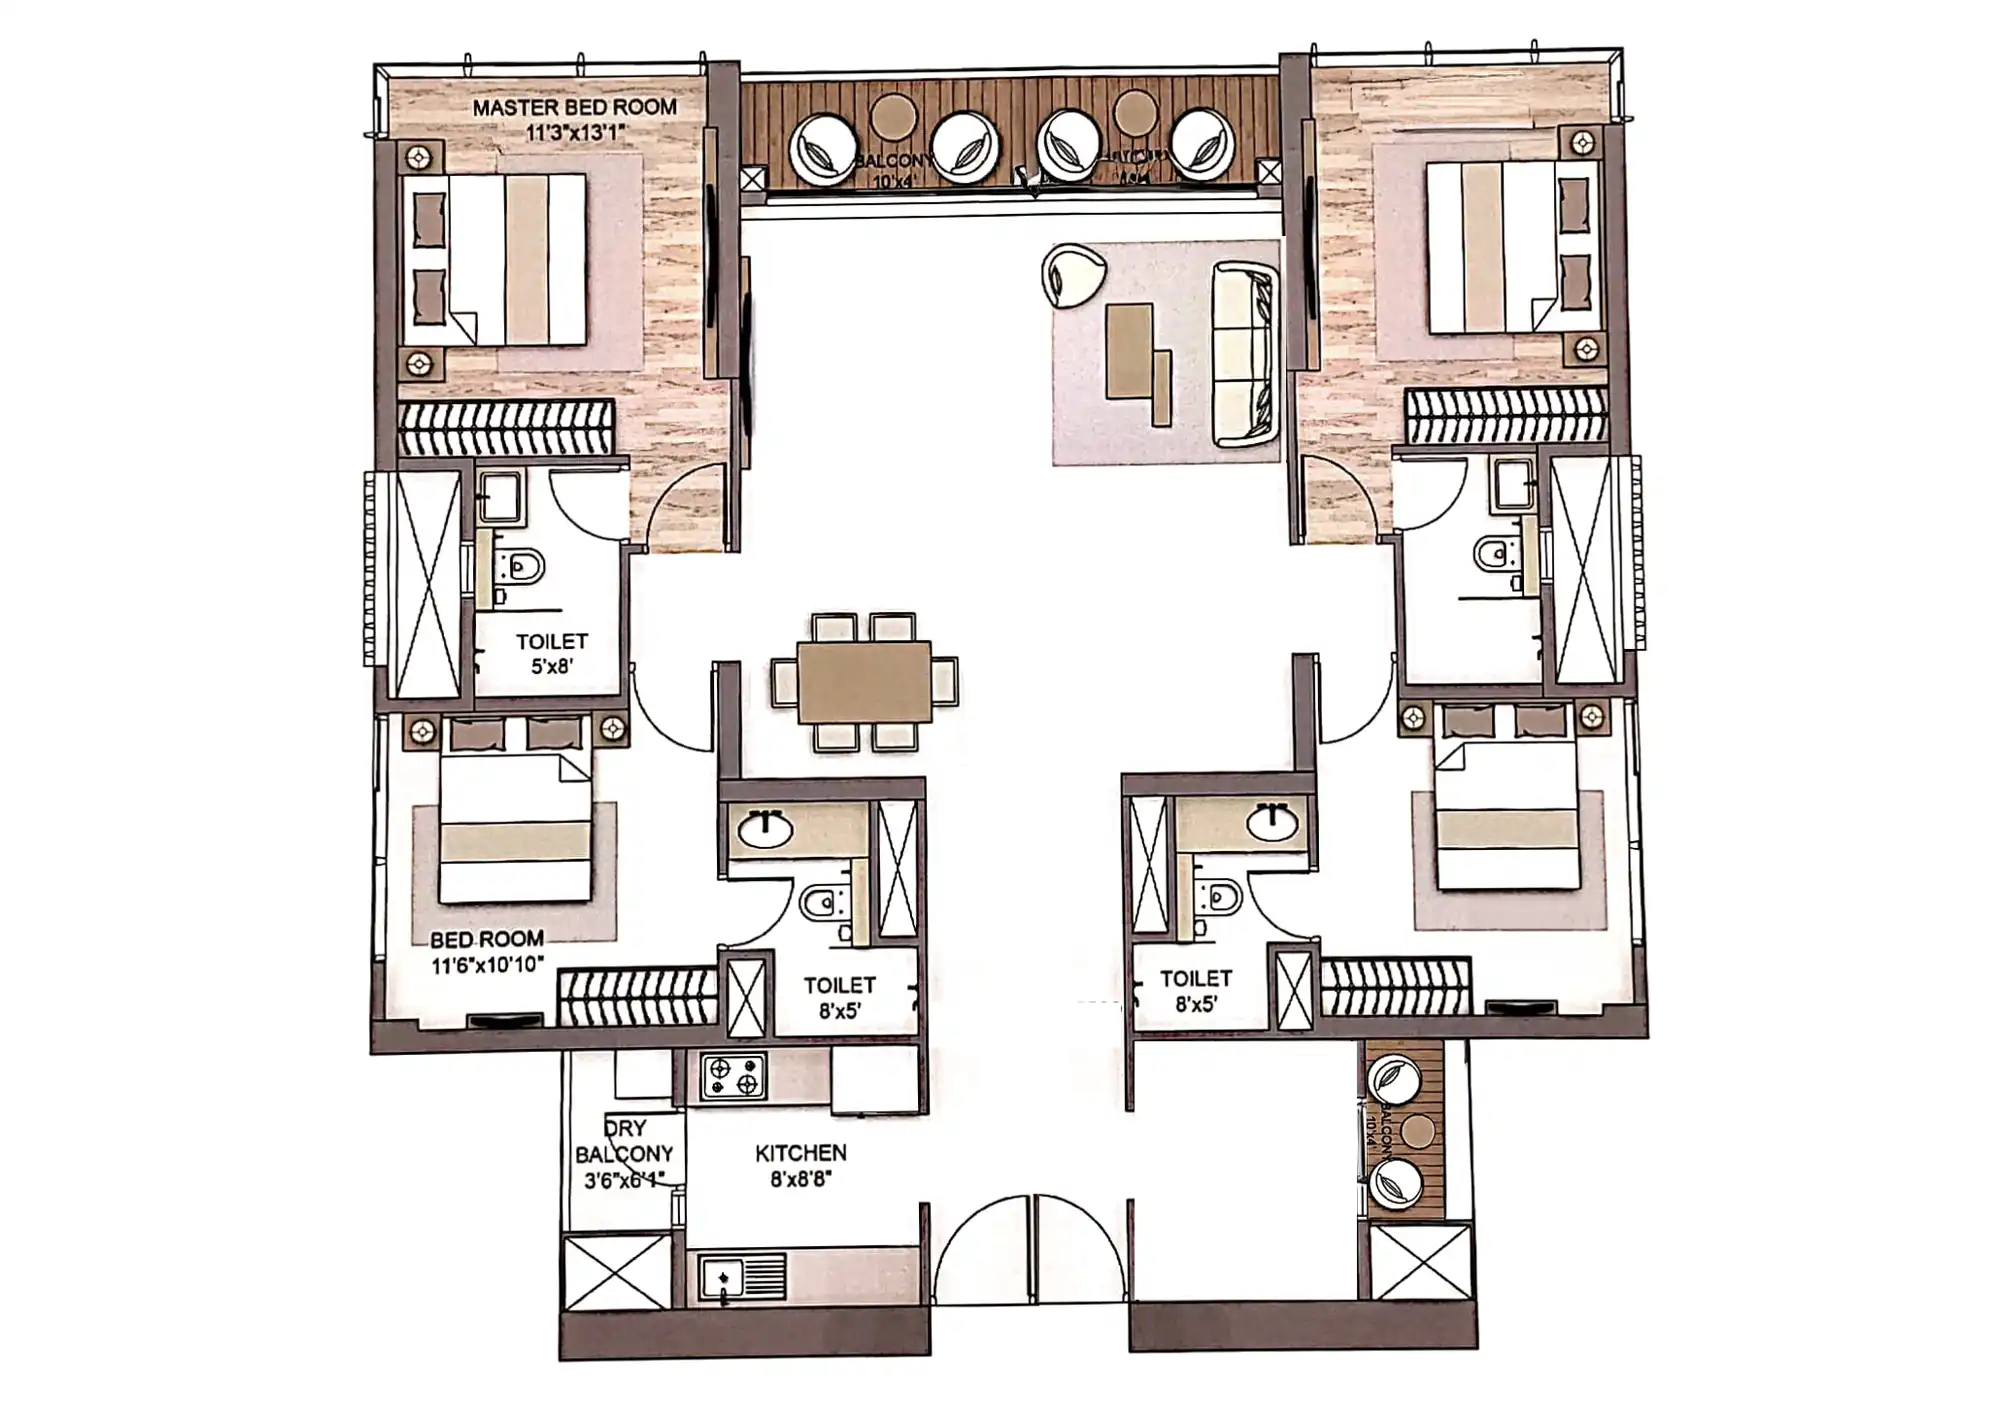 MASTER BED ROOM
11'3"x13'1"
BALCONY
10'x4'
TOILET
5'x8'
BED ROOM
11'6"x10'10"
TOILET
8'x5'
TOILET
8'x5'
DRY
BALCONY
3'6"x6'1"
KITCHEN
8'x8'8"
BALCONY
10'x4'